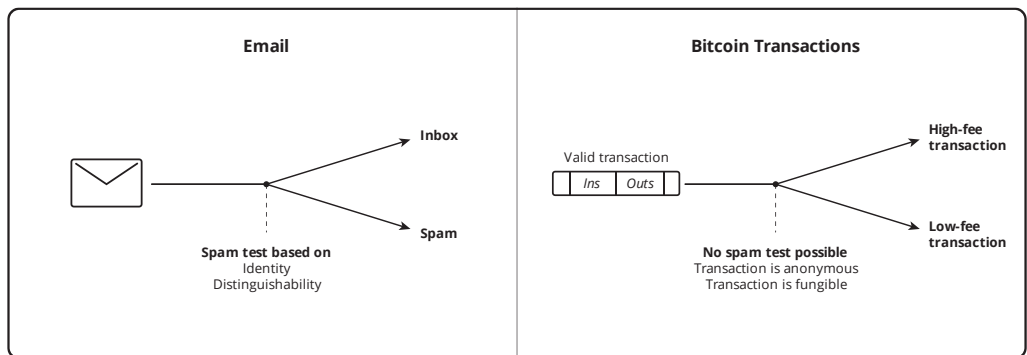 Email
Inbox
Spam
Spam test based on
Identity
Distinguishability
Bitcoin Transactions
Valid transaction
Ins Outs
High-fee
transaction
Low-fee
transaction
No spam test possible
Transaction is anonymous
Transaction is fungible